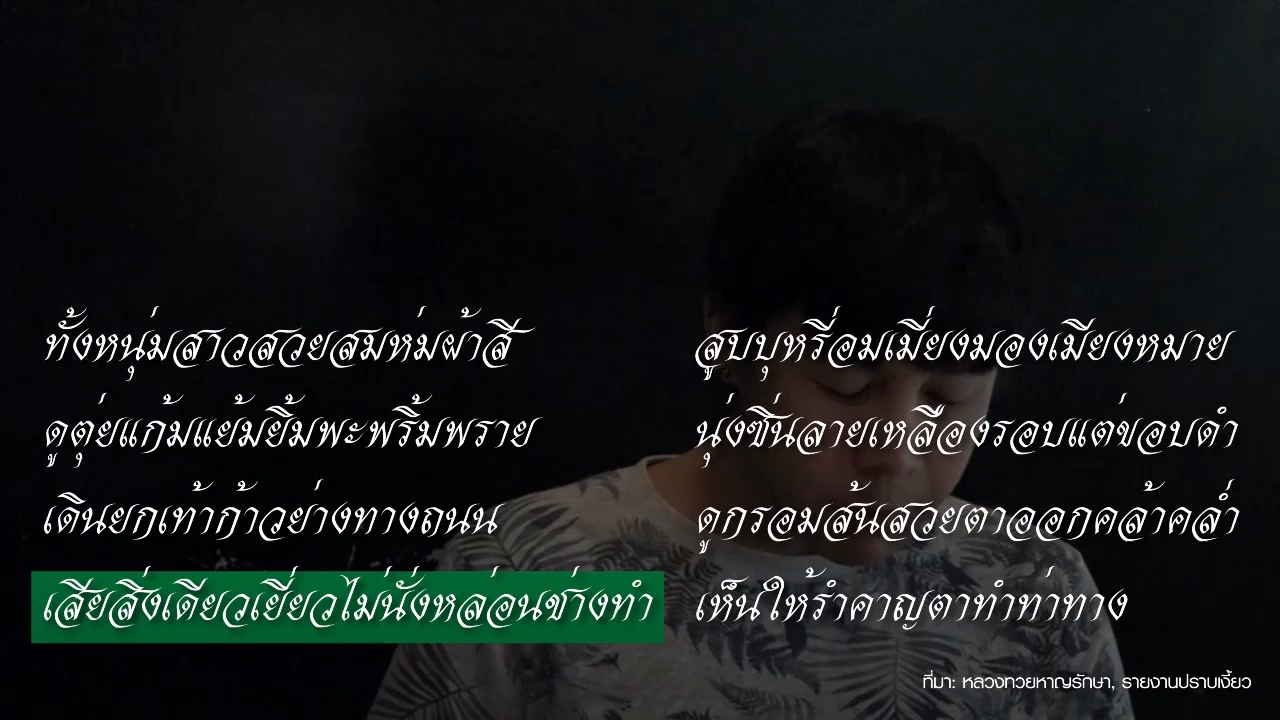 ทั้งหนุ่มสาวสวยสมห่มผ้าสี สูบบุหรี่อมเมี่ยงมองเมียงหมาย
ดูตุ่ยแก้มแย้มยิ้มพะพริ้มพราย นุ่งซิ่นลายเหลืองรอบแต่ขอบดำ
เดินยกเท้าก้าวย่างทางถนน ดูกรอมส้นสวยตาออกคล้าคล่ำ
เสียสิ่งเดียวเยี่ยวไม่นั่งหล่อนช่างทำ เห็นให้รำคาญตาทำท่าทาง
ที่มา: หลวงทวยหาญรักษา, รายงานปราบเงี้ยว